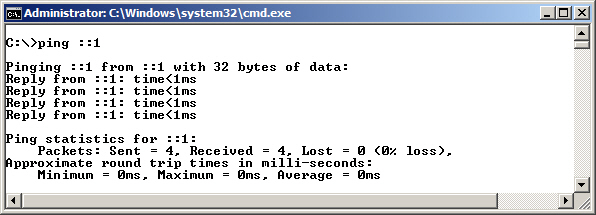 Administrator: C:\Windows\system32\cmd.exe
C:\>ping ::1
Pinging ::1 from ::1 with 32 bytes of data:
Reply from ::1: time<1ms
Reply from ::1: time<1ms
Reply from ::1: time<1ms
Reply from ::1: time<1ms
Ping statistics for ::1:
Packets: Sent = 4, Received = 4, Lost = 0 (0% loss),
Approximate round trip times in milli-seconds:
Minimum = 0ms, Maximum = 0ms, Average = 0ms